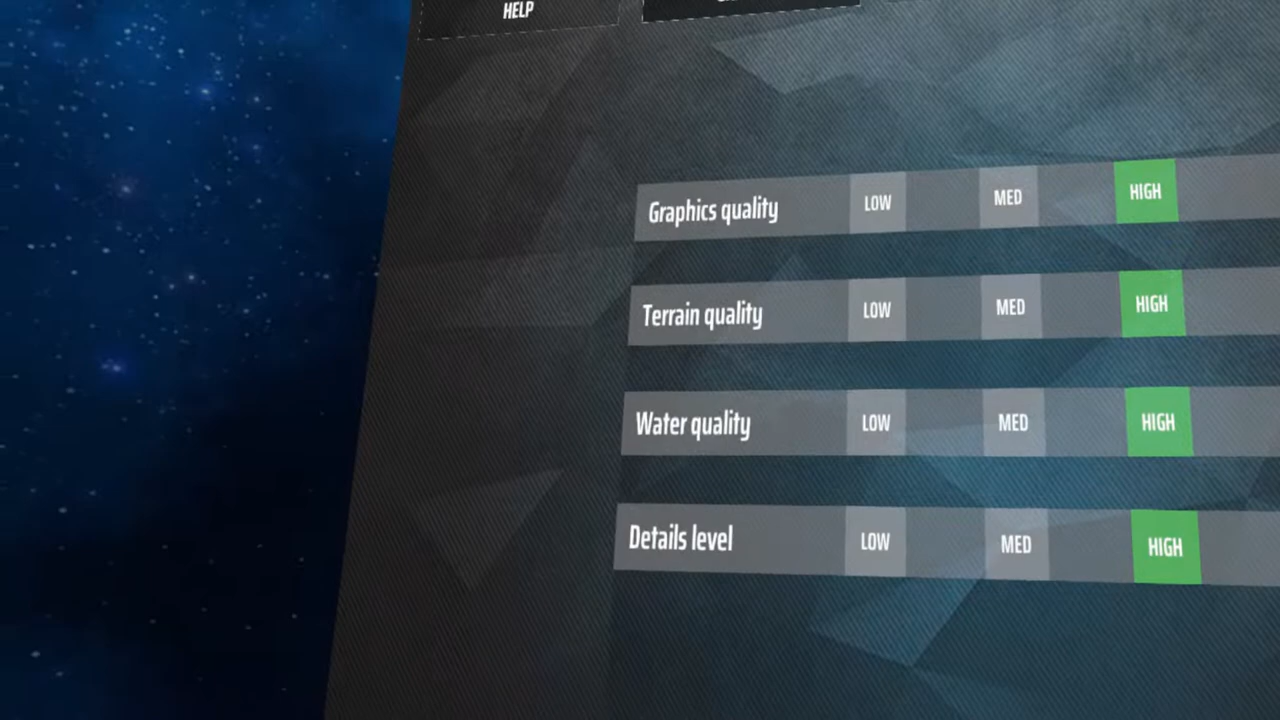 HELP
Graphics quality LOW MED HIGH
Terrain quality LOW MED HIGH
Water quality LOW MED HIGH
Details level LOW MED HIGH